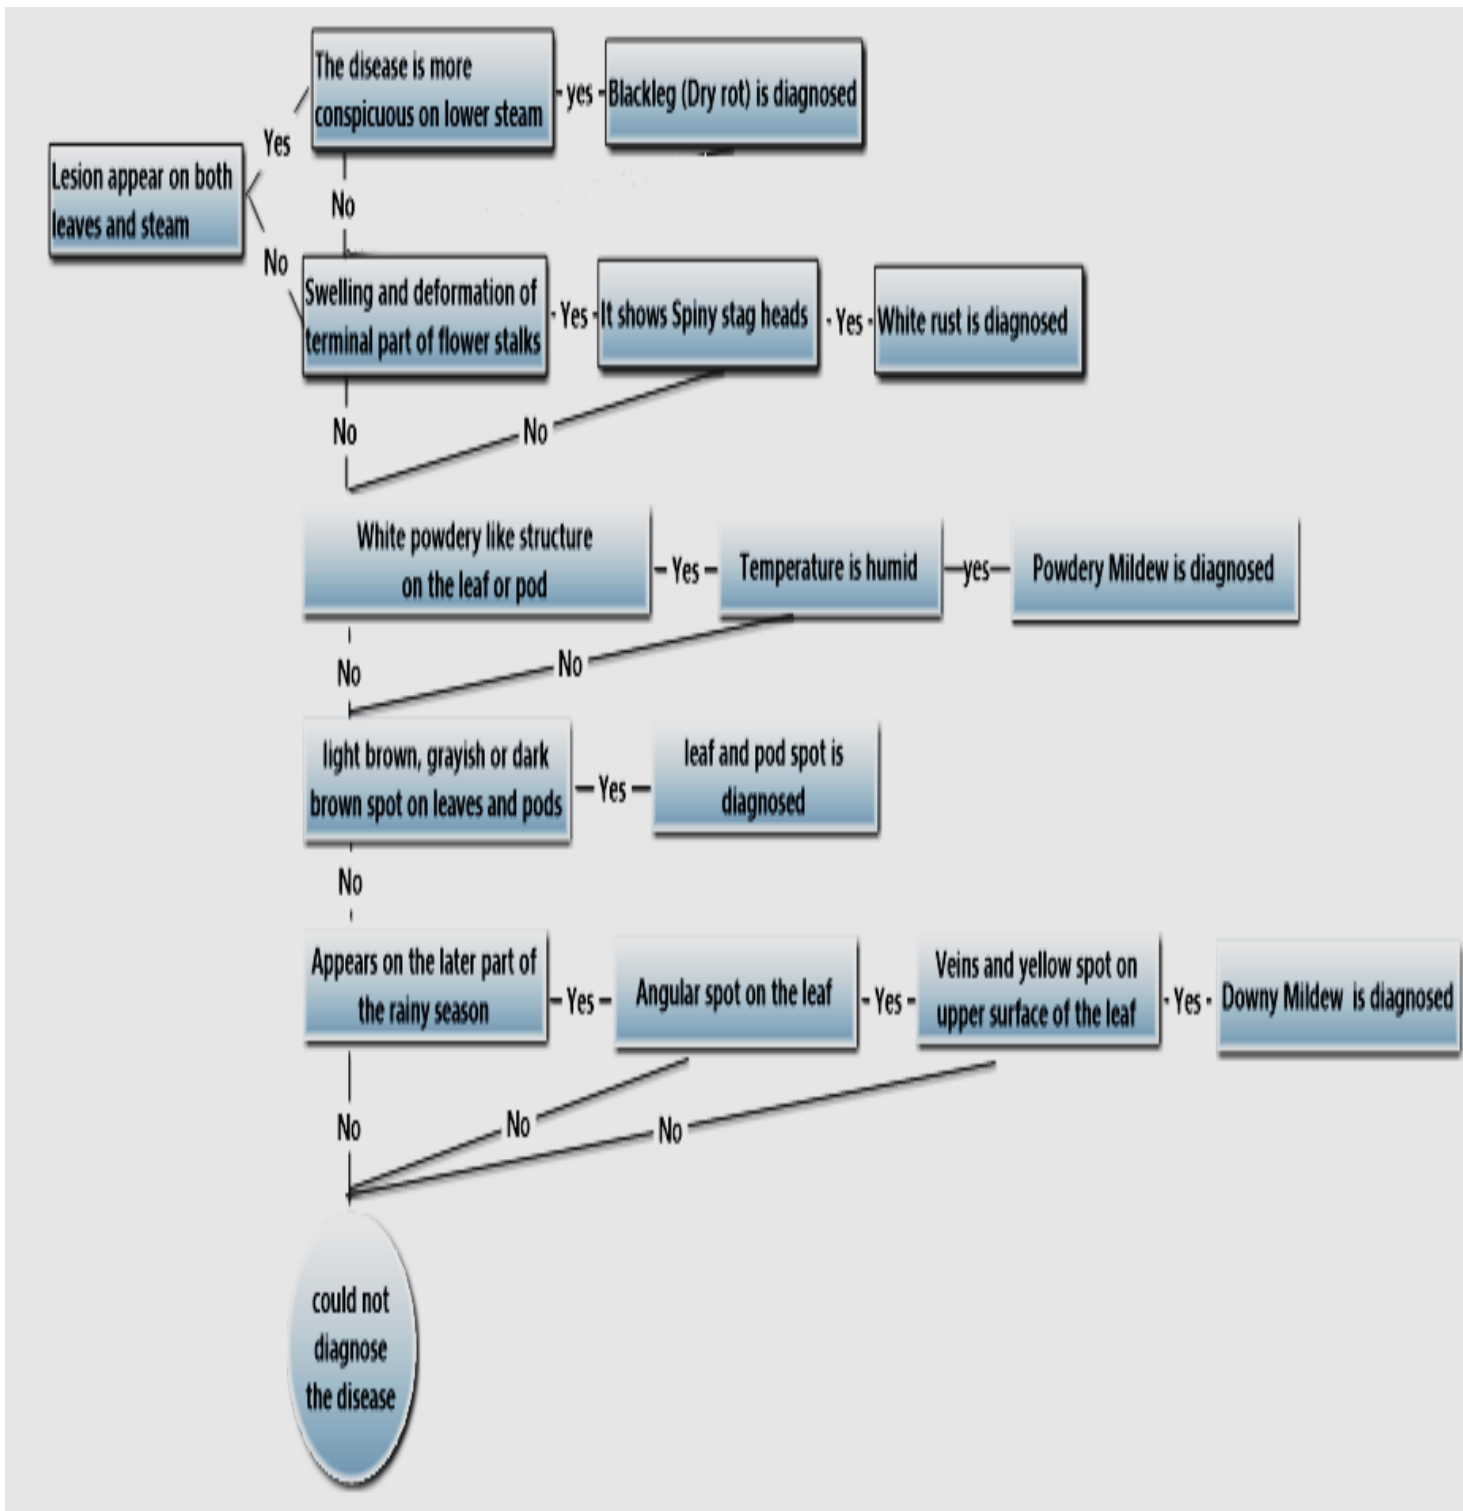 The disease is more
conspicuous on lower steam
yes
Blackleg (Dry rot) is diagnosed
Yes
Lesion appear on both
leaves and steam
No
No
Swelling and deformation of
terminal part of flower stalks
Yes
It shows Spiny stag heads
Yes
White rust is diagnosed
No
No
White powdery like structure
on the leaf or pod
Yes
Temperature is humid
yes
Powdery Mildew is diagnosed
No
No
light brown, grayish or dark
brown spot on leaves and pods
Yes
leaf and pod spot is
diagnosed
No
Appears on the later part of
the rainy season
Yes
Angular spot on the leaf
Yes
Veins and yellow spot on
upper surface of the leaf
Yes
Downy Mildew is diagnosed
No
No
No
could not
diagnose
the disease